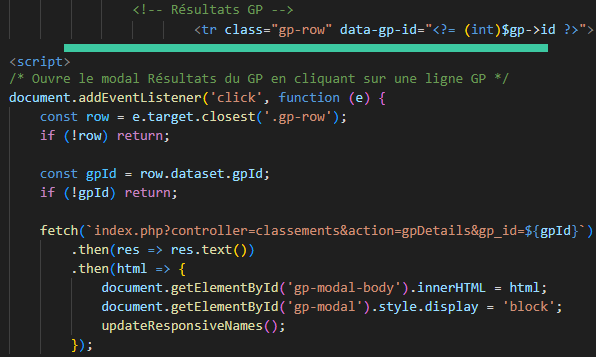 <!-- Résultats GP -->
<tr class="gp-row" data-gp-id="<?= (int)$gp->id ?>">
<script>
/* Ouvre le modal Résultats du GP en cliquant sur une ligne GP */
document.addEventListener('click', function (e) {
const row = e.target.closest('.gp-row');
if (!row) return;
const gpId = row.dataset.gpId;
if (!gpId) return;
fetch(`index.php?controller=classements&action=gpDetails&gp_id=${gpId}`)
.then(res => res.text())
.then(html => {
document.getElementById('gp-modal-body').innerHTML = html;
document.getElementById('gp-modal').style.display = 'block';
updateResponsiveNames();
});